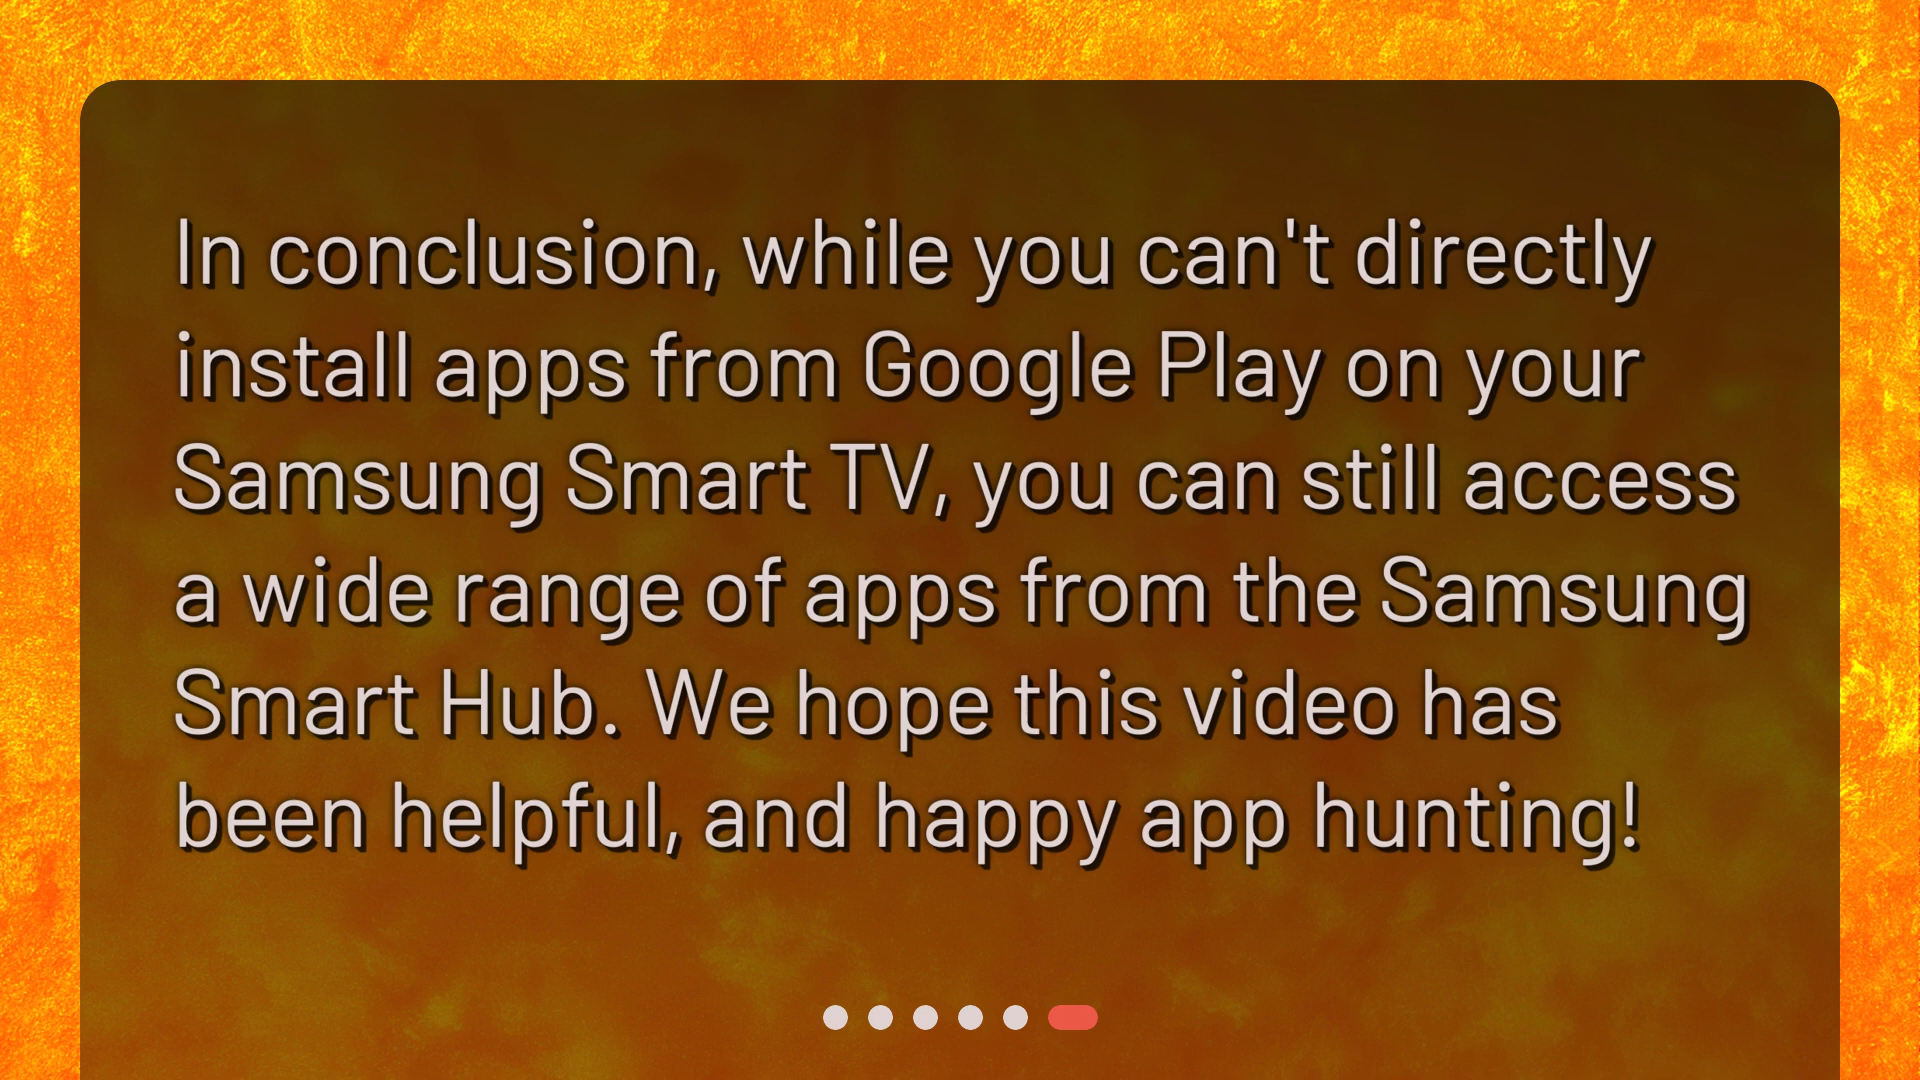 In conclusion, while you can't directly
install apps from Google Play on your
Samsung Smart TV, you can still access
a wide range of apps from the Samsung
Smart Hub. We hope this video has
been helpful, and happy app hunting!